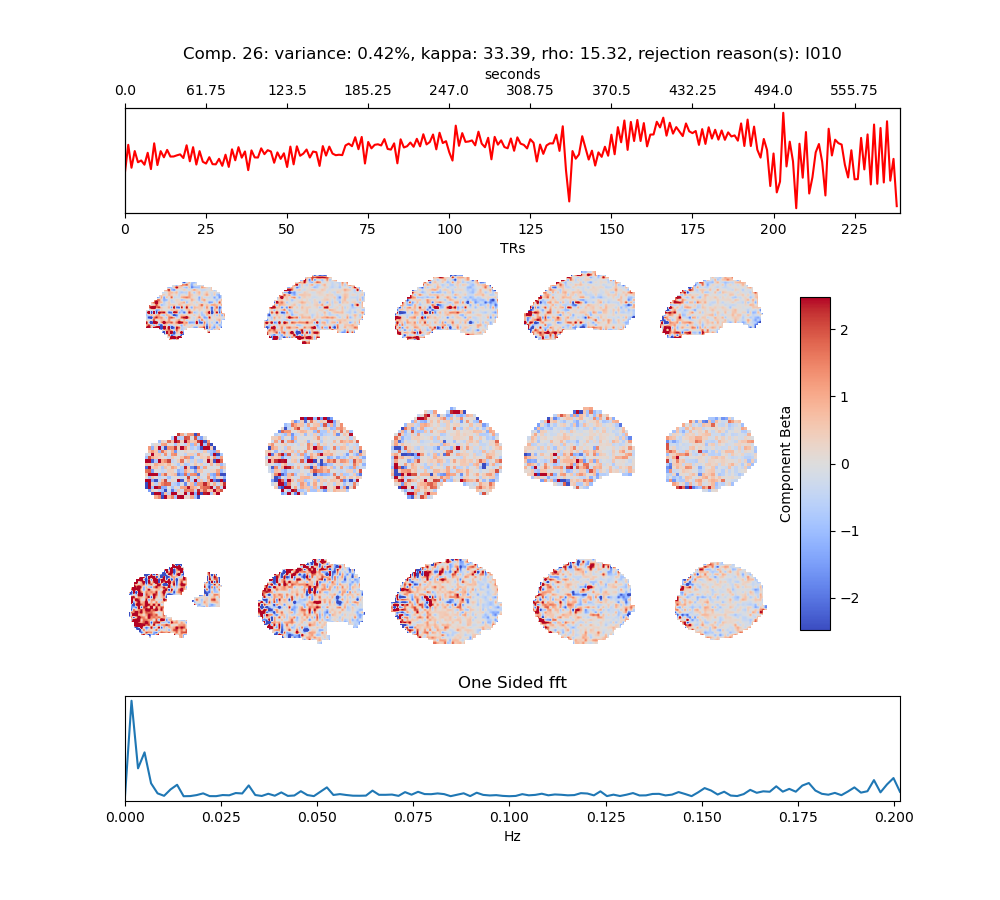 Comp. 26: variance: 0.42%, kappa: 33.39, rho: 15.32, rejection reason(s): I010
seconds
0.0 61.75 123.5 185.25 247.0 308.75 370.5 432.25 494.0 555.75
0 25 50 75 100 125 150 175 200 225
TRs
2
1
0
−1
−2
Component Beta
One Sided fft
0.000 0.025 0.050 0.075 0.100 0.125 0.150 0.175 0.200
Hz